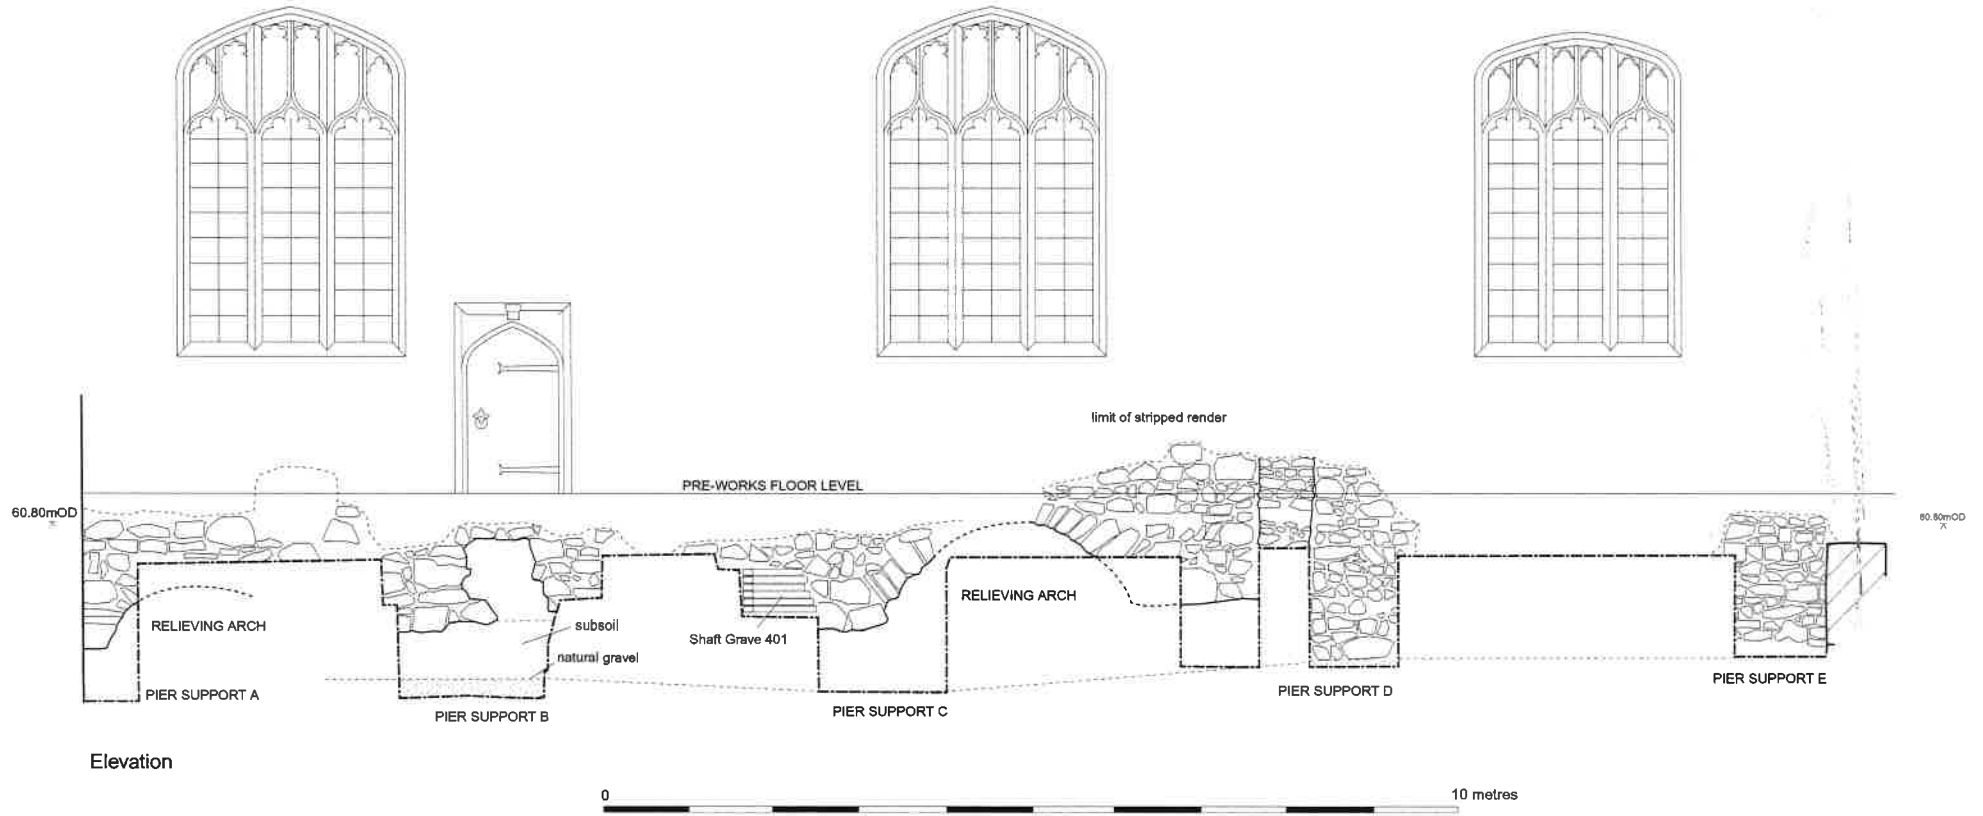 limit of stripped render
PRE-WORKS FLOOR LEVEL
60.80mOD
60.80mOD
RELIEVING ARCH
subsoil
Shaft Grave 401
RELIEVING ARCH
natural gravel
PIER SUPPORT A
PIER SUPPORT B
PIER SUPPORT C
PIER SUPPORT D
PIER SUPPORT E
Elevation
0
10 metres